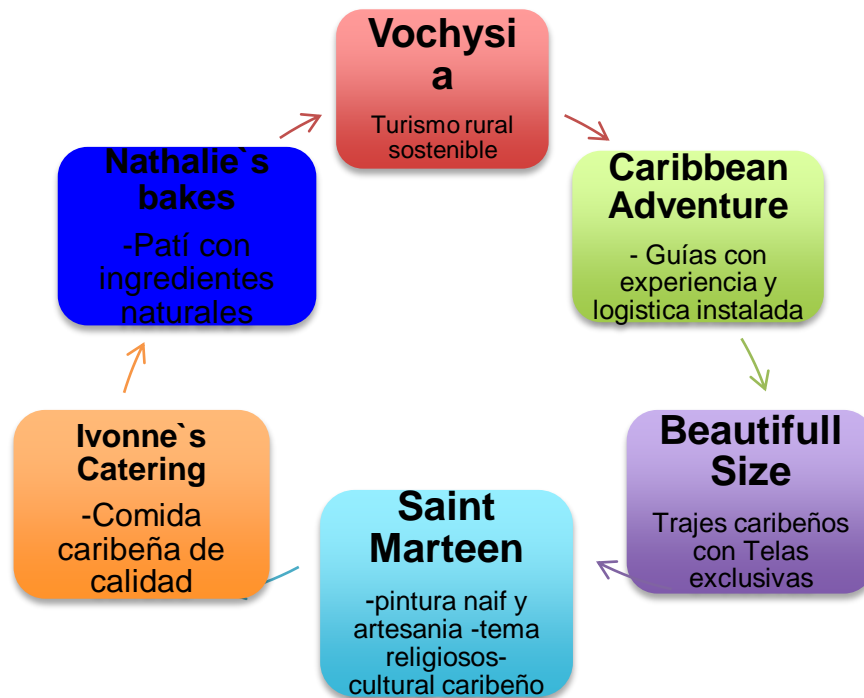 Vochysi
a
Turismo rural
sostenible
Caribbean
Adventure
- Guías con
experiencia y
logistica instalada
Beautifull
Size
Trajes caribeños
con Telas
exclusivas
Saint
Marteen
-pintura naif y
artesania -tema
religiosos-
cultural caribeño
Ivonne`s
Catering
-Comida
caribeña de
calidad
Nathalie`s
bakes
-Patí con
ingredientes
naturales